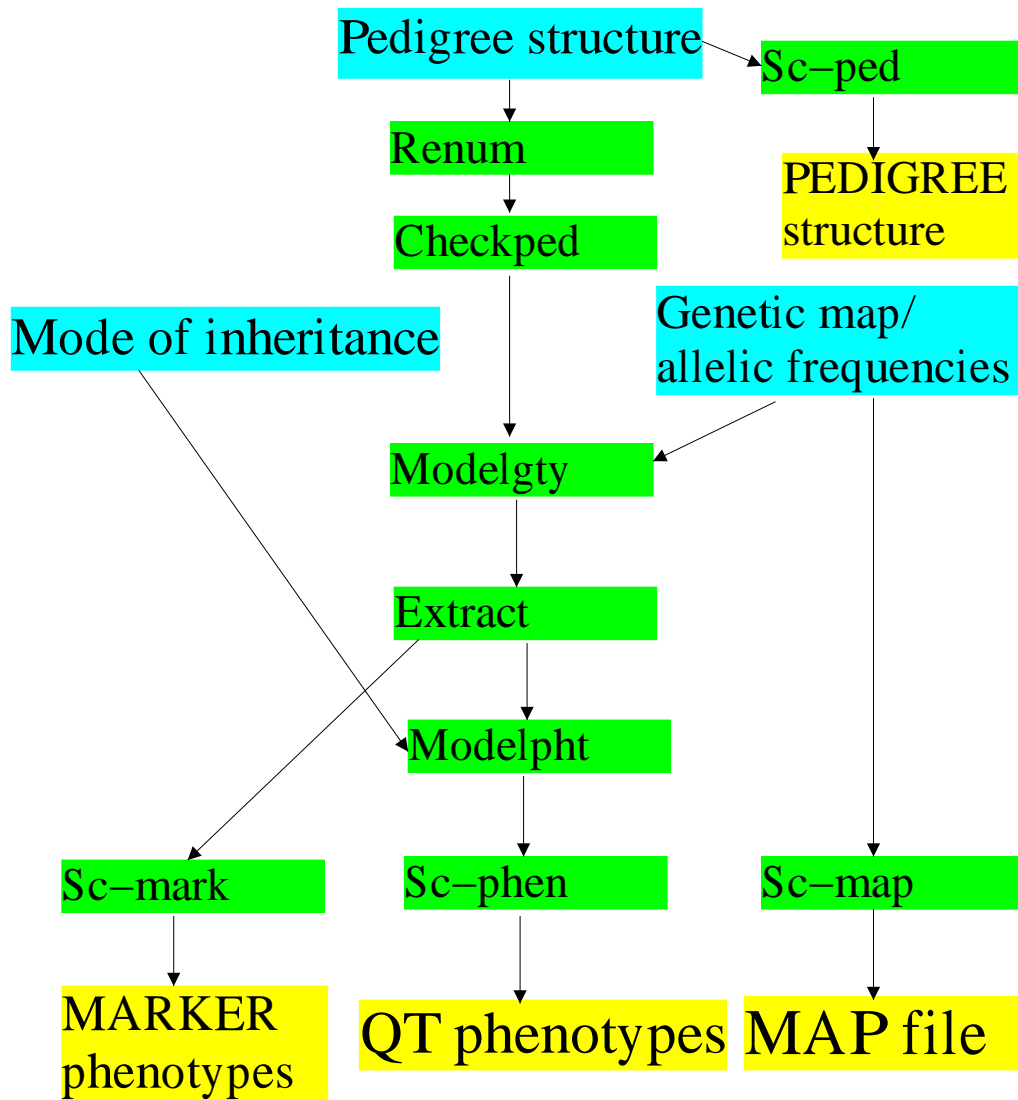 Pedigree structure
Sc−ped
Renum
PEDIGREE
structure
Checkped
Mode of inheritance
Genetic map/
allelic frequencies
Modelgty
Extract
Modelpht
Sc−mark
Sc−phen
Sc−map
MARKER
phenotypes
QT phenotypes
MAP file